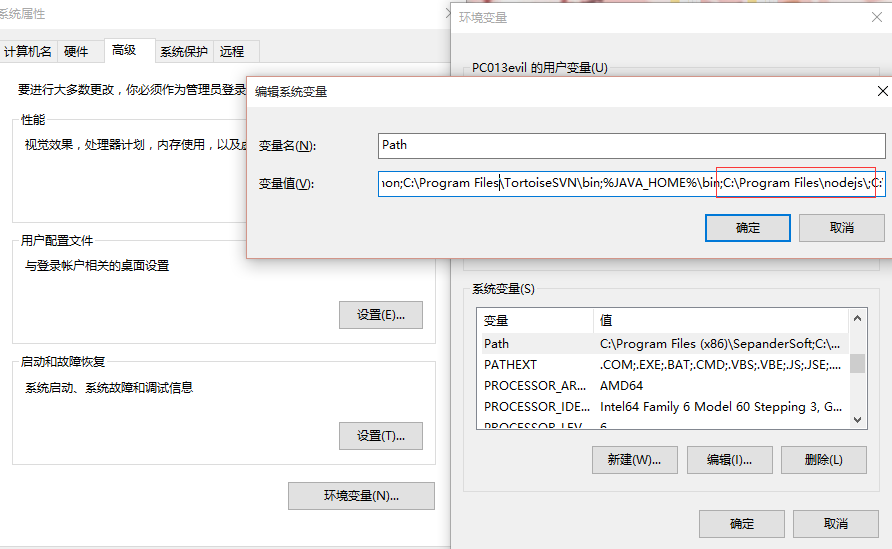 系统属性
计算机名 硬件 高级 系统保护 远程
要进行大多数更改，你必须作为管理员登录
性能
视觉效果，处理器计划，内存使用，以及
用户配置文件
与登录帐户相关的桌面设置
设置(E)...
启动和故障恢复
系统启动、系统故障和调试信息
设置(T)...
环境变量(N)...
环境变量
PC013evil 的用户变量(U)
编辑系统变量
变量名(N):
Path
变量值(V):
on;C:\Program Files\TortoiseSVN\bin;%JAVA_HOME%\bin;C:\Program Files\nodejs\;C:
确定 取消
系统变量(S)
变量 值
Path C:\Program Files (x86)\SepanderSoft;C:\...
PATHEXT .COM;.EXE;.BAT;.CMD;.VBS;.VBE;.JS;.JSE;....
PROCESSOR_AR... AMD64
PROCESSOR_IDE... Intel64 Family 6 Model 60 Stepping 3, G...
PROCESSOR_LEV 6
新建(W)... 编辑(I)... 删除(L)
确定 取消